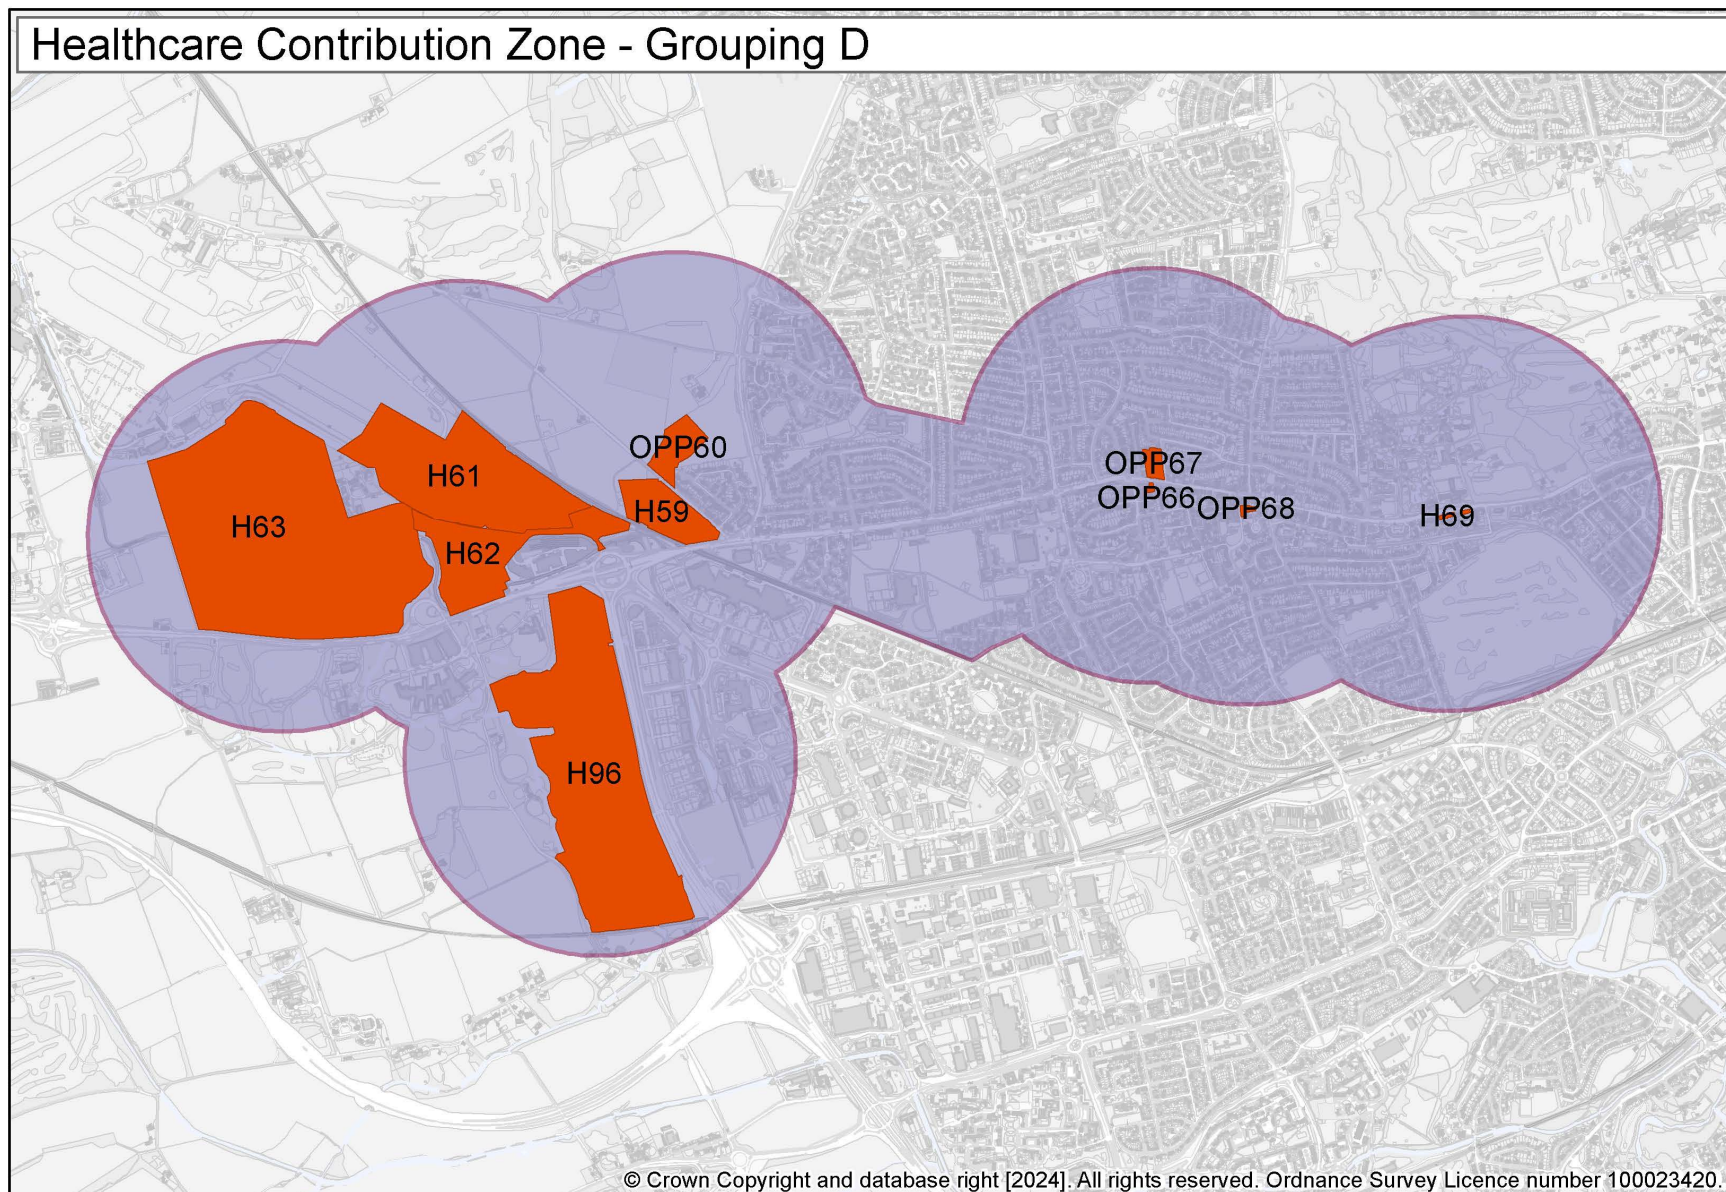 Healthcare Contribution Zone - Grouping D
OPP60
H61
H59
H63
H62
OPP67
OPP66
OPP68
H69
H96
© Crown Copyright and database right [2024]. All rights reserved. Ordnance Survey Licence number 100023420.